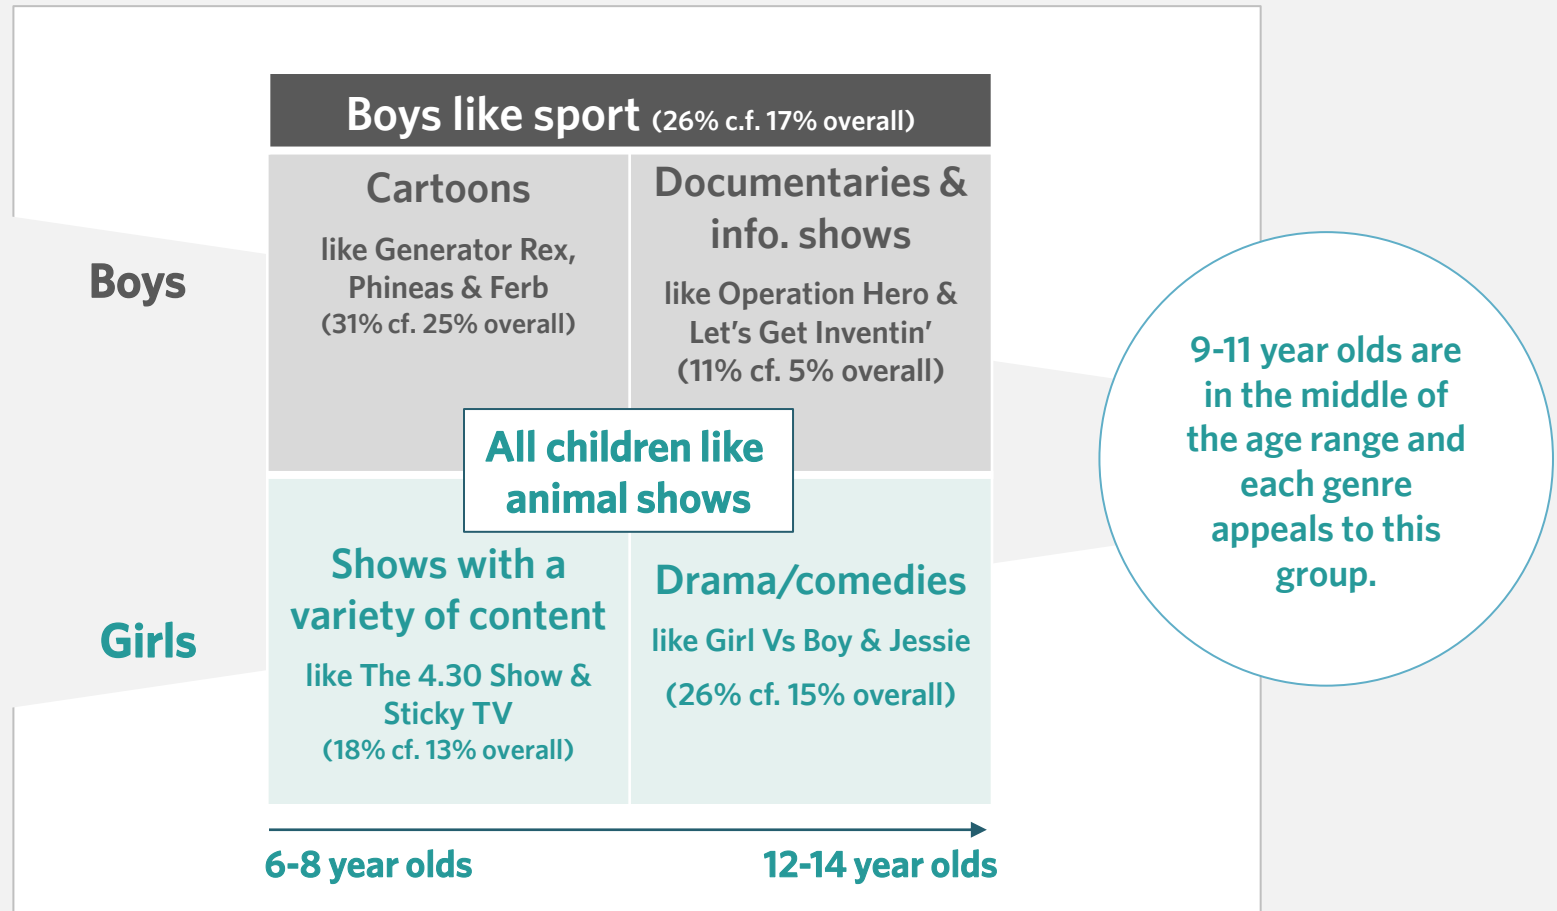 Boys like sport (26% c.f. 17% overall)
Boys
Cartoons
like Generator Rex,
Phineas & Ferb
(31% cf. 25% overall)
Documentaries &
info. shows
like Operation Hero &
Let's Get Inventin'
(11% cf. 5% overall)
All children like
animal shows
Girls
Shows with a
variety of content
like The 4.30 Show &
Sticky TV
(18% cf. 13% overall)
Drama/comedies
like Girl Vs Boy & Jessie
(26% cf. 15% overall)
9-11 year olds are
in the middle of
the age range and
each genre
appeals to this
group.
6-8 year olds
12-14 year olds